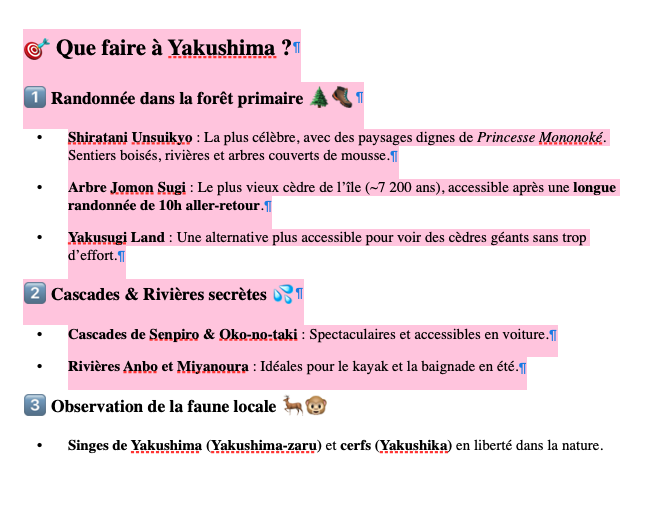 🎯 Que faire à Yakushima ?¶
1️⃣ Randonnée dans la forêt primaire 🌲🥾¶
• Shiratani Unsuikyo : La plus célèbre, avec des paysages dignes de Princesse Mononoké.
Sentiers boisés, rivières et arbres couverts de mousse.¶
• Arbre Jomon Sugi : Le plus vieux cèdre de l’île (~7 200 ans), accessible après une longue
randonnée de 10h aller-retour.¶
• Yakusugi Land : Une alternative plus accessible pour voir des cèdres géants sans trop
d’effort.¶
2️⃣ Cascades & Rivières secrètes 💦¶
• Cascades de Senpiro & Oko-no-taki : Spectaculaires et accessibles en voiture.¶
• Rivières Anbo et Miyanoura : Idéales pour le kayak et la baignade en été.¶
3️⃣ Observation de la faune locale 🦌🐵
• Singes de Yakushima (Yakushima-zaru) et cerfs (Yakushika) en liberté dans la nature.